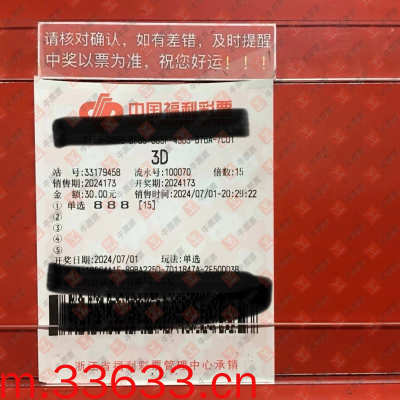 请核对确认，如有差错，及时提醒
中奖以票为准，祝您好运！！！
中国福利彩票
3D
站 号:33179458 流水号:100070 倍数:15
销售期:2024173 开奖期:2024173
金 额:30.00元 销售时间:2024/07/01-20:29:22
① 单选 888 [15]
②
③
④
⑤
开奖日期:2024/07/01 玩法:单选
浙江省福利彩票管理中心承销
m.33633.cn